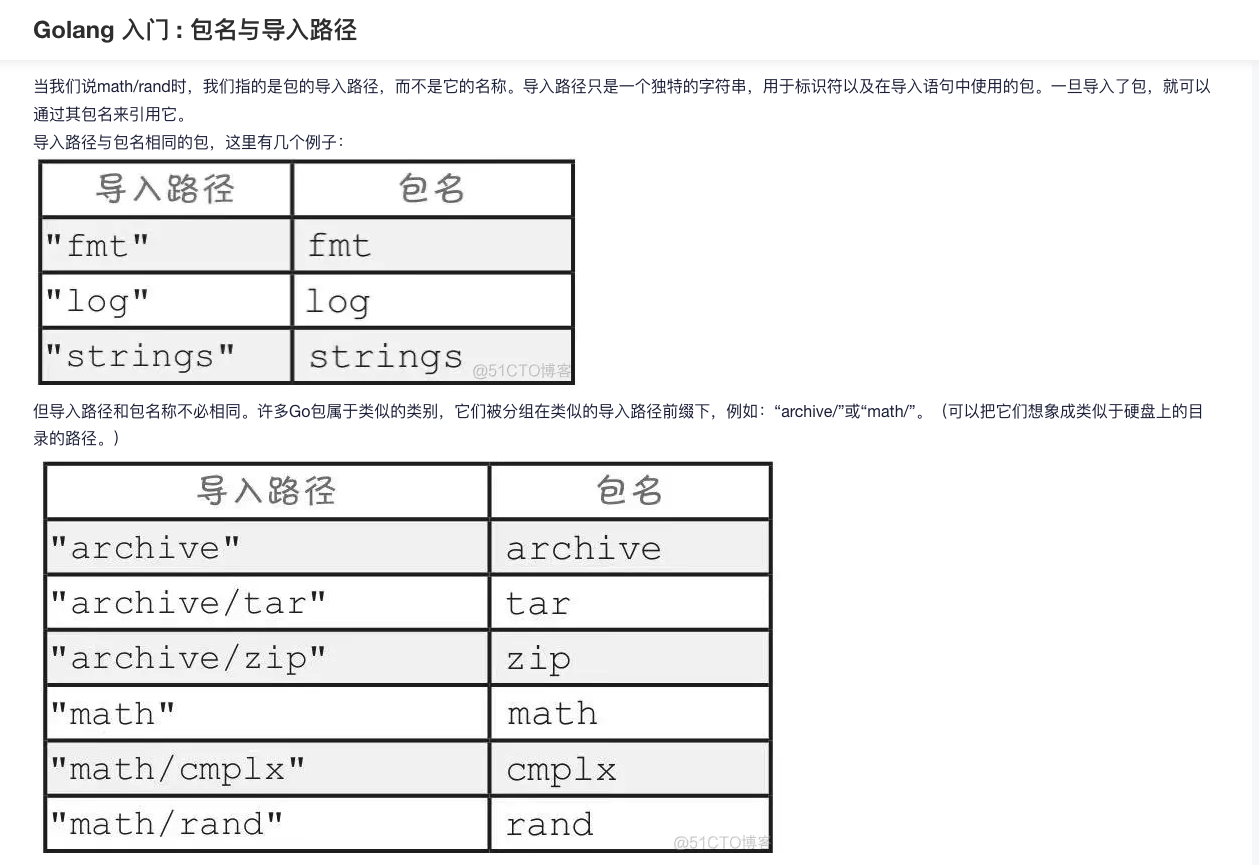 Golang 入门 : 包名与导入路径
当我们说math/rand时，我们指的是包的导入路径，而不是它的名称。导入路径只是一个独特的字符串，用于标识符以及在导入语句中使用的包。一旦导入了包，就可以
通过其包名来引用它。
导入路径与包名相同的包，这里有几个例子：
导入路径 包名
"fmt" fmt
"log" log
"strings" strings
@51CTO博客
但导入路径和包名称不必相同。许多Go包属于类似的类别，它们被分组在类似的导入路径前缀下，例如：“archive/”或“math/”。（可以把它们想象成类似于硬盘上的目
录的路径。）
导入路径 包名
"archive" archive
"archive/tar" tar
"archive/zip" zip
"math" math
"math/cmplx" cmplx
"math/rand" rand
@51CTO博客